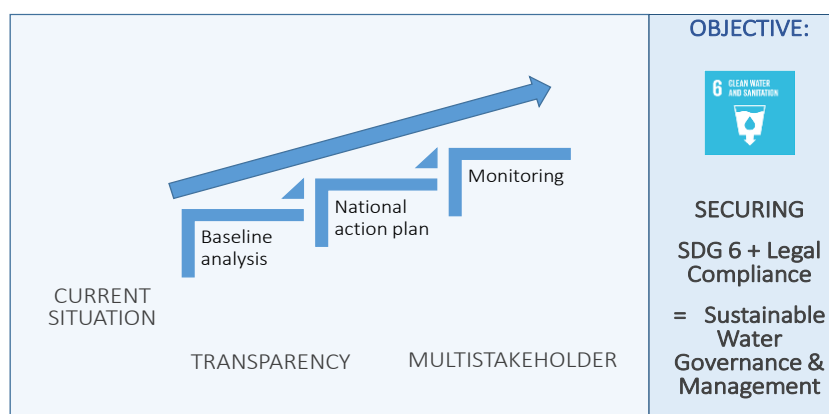 OBJECTIVE:
6 CLEAN WATER
AND SANITATION
Monitoring
National
action plan
Baseline
analysis
SECURING
SDG 6 + Legal
Compliance
= Sustainable
Water
Governance &
Management
CURRENT
SITUATION
TRANSPARENCY
MULTISTAKEHOLDER